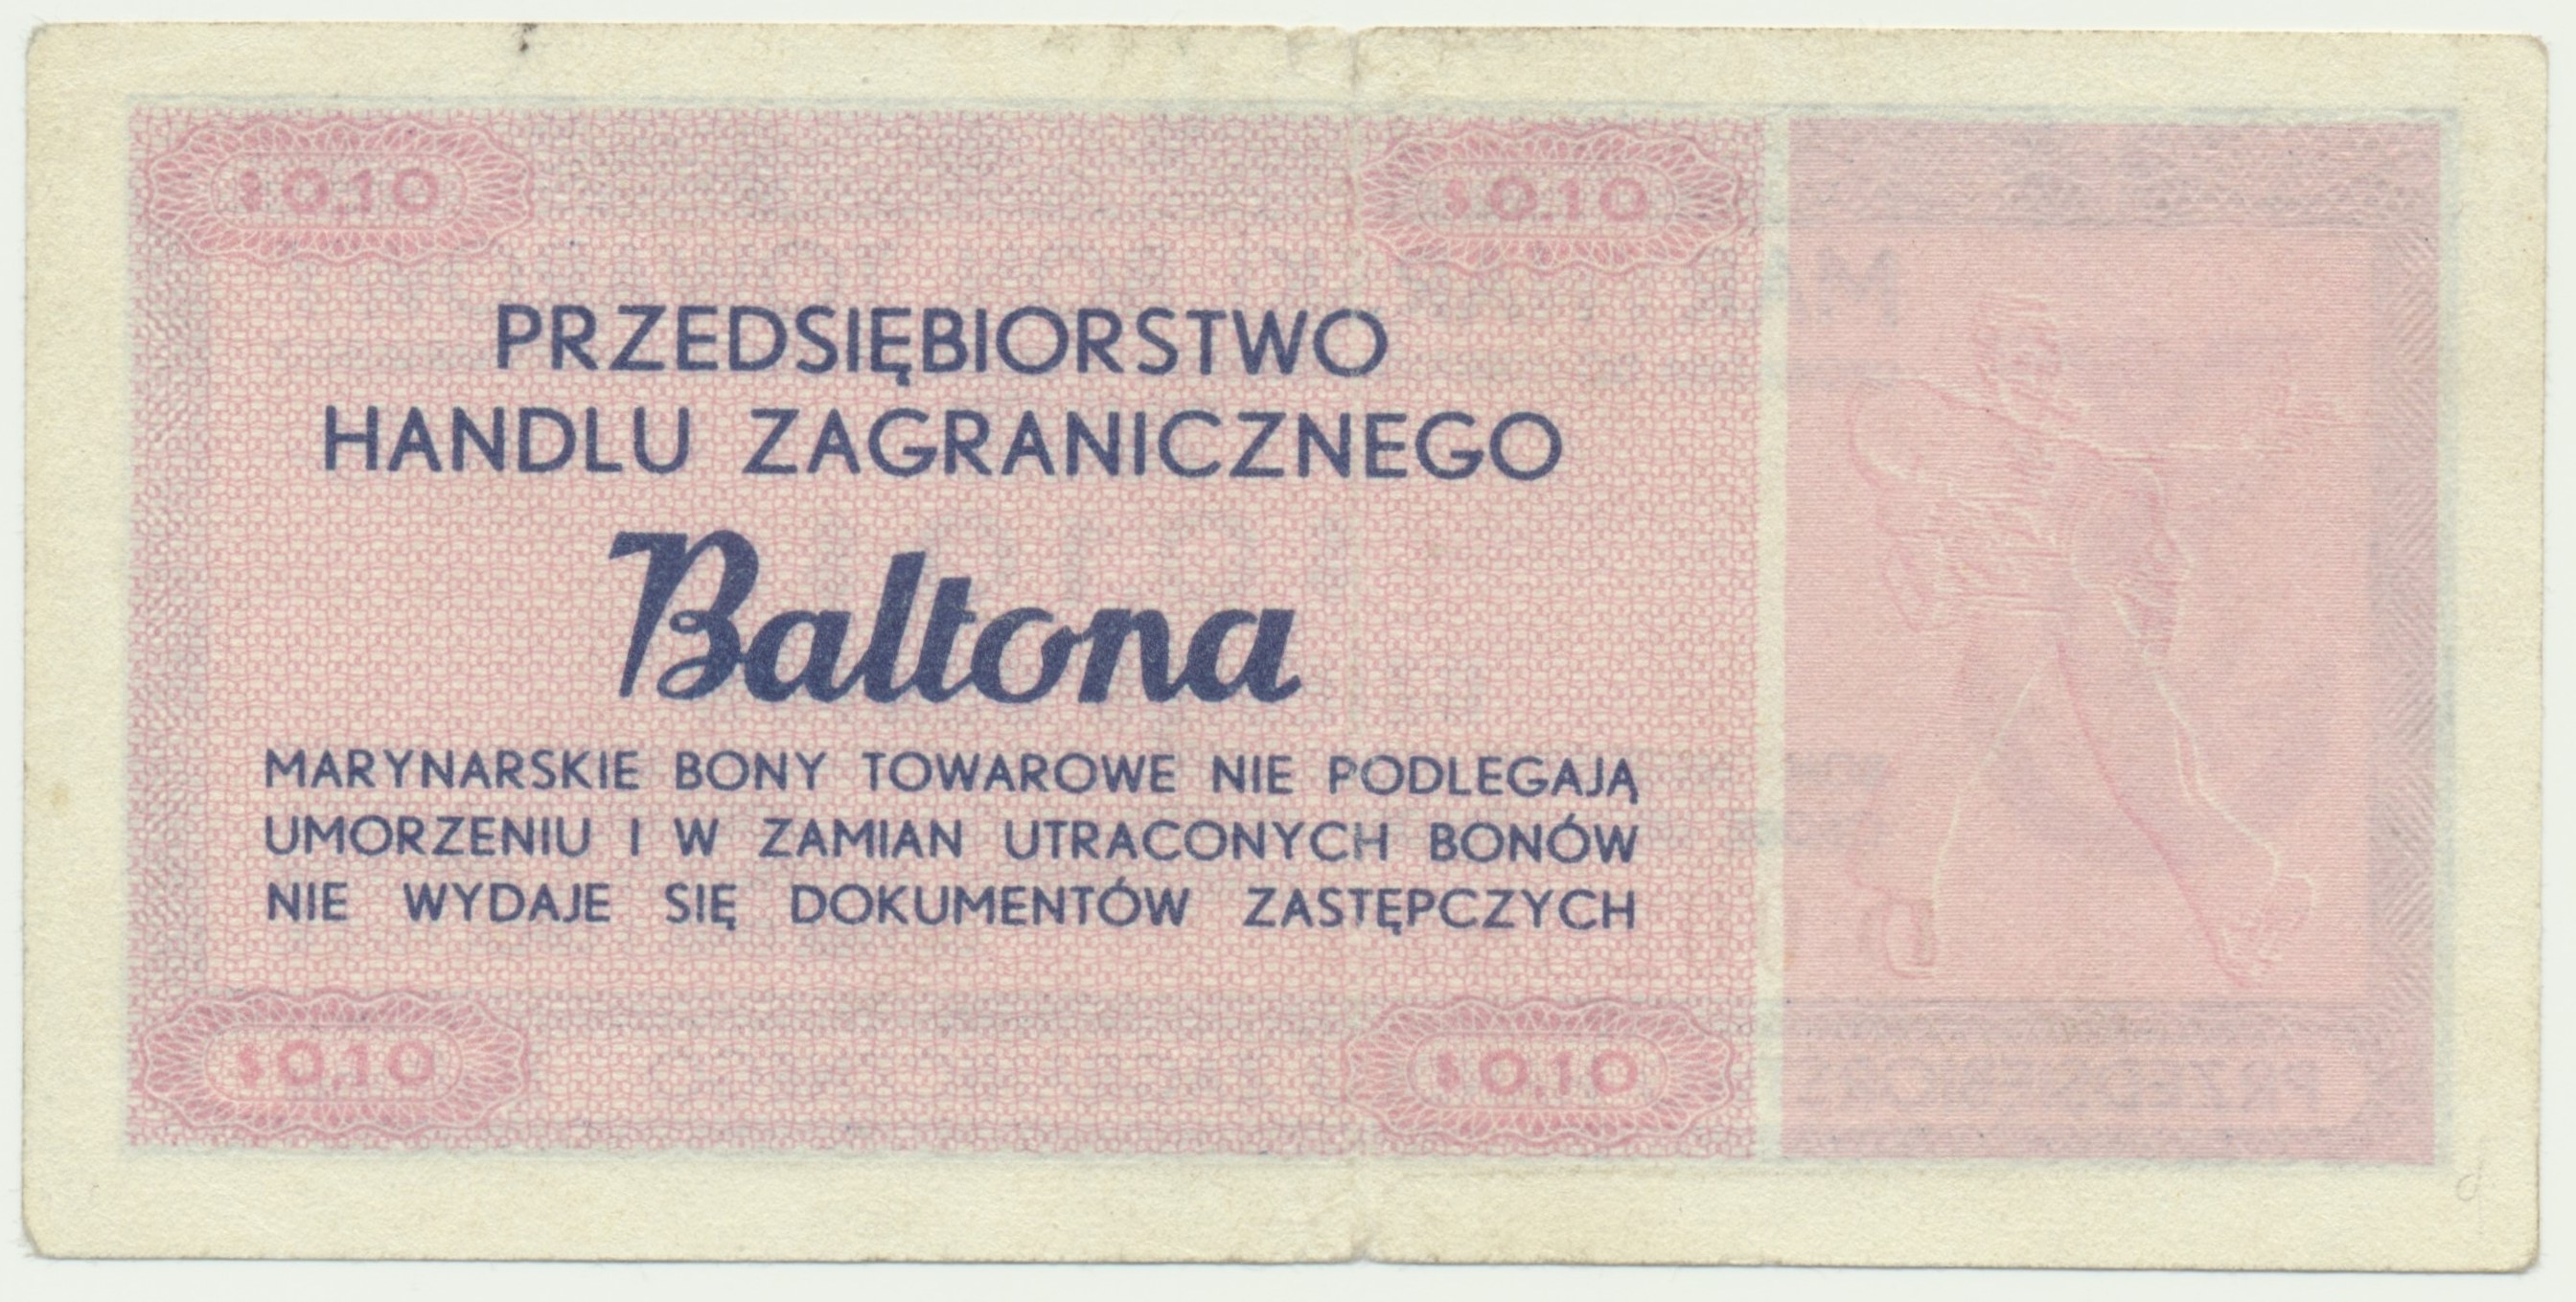 $ 0,10 $ 0,10
PRZEDSIĘBIORSTWO
HANDLU ZAGRANICZNEGO
Baltona
MARYNARSKIE BONY TOWAROWE NIE PODLEGAJĄ
UMORZENIU I W ZAMIAN UTRACONYCH BONÓW
NIE WYDAJE SIĘ DOKUMENTÓW ZASTĘPCZYCH
$ 0,10 $ 0,10